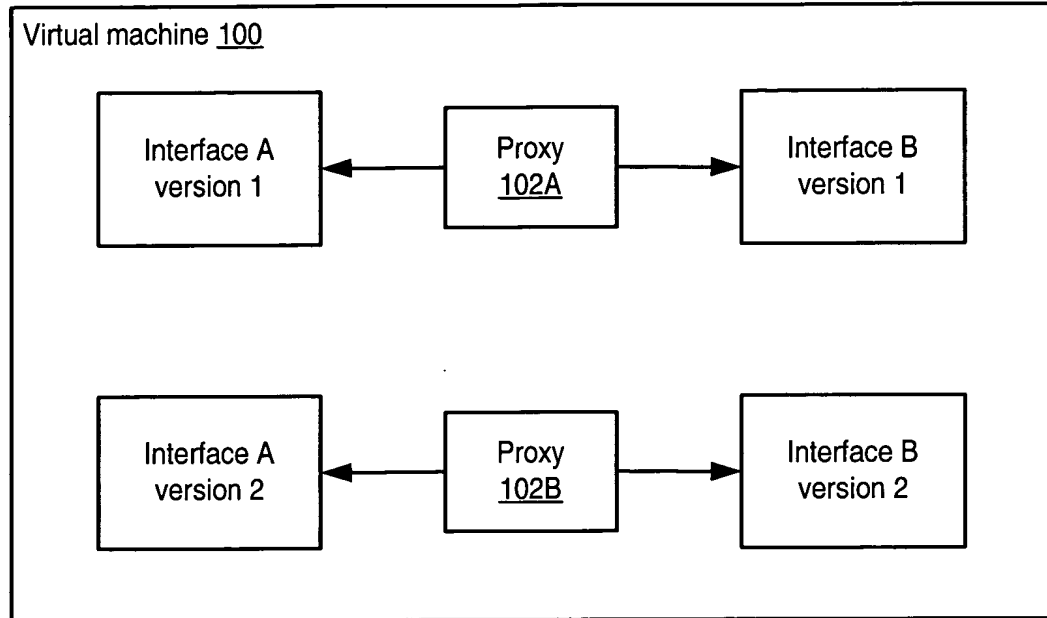 Virtual machine 100
Interface A
version 1
Proxy
102A
Interface B
version 1
Interface A
version 2
Proxy
102B
Interface B
version 2